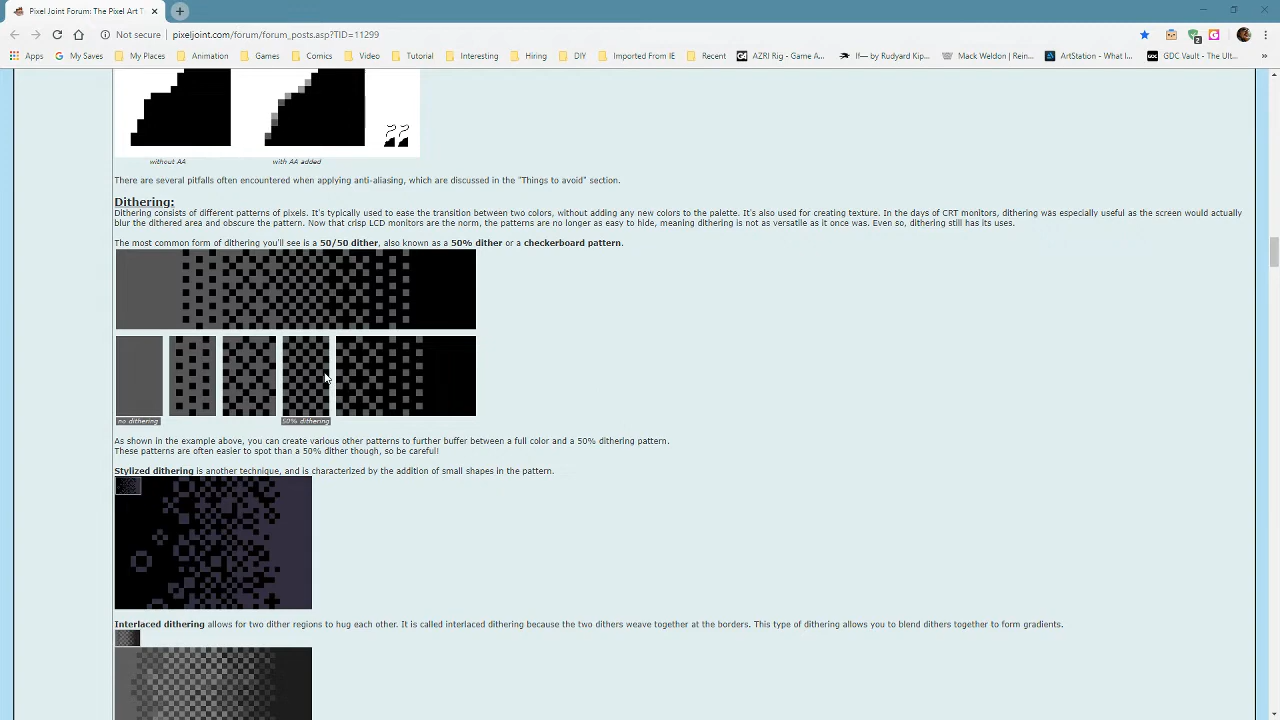 Pixel Joint Forum: The Pixel Art T
Not secure pixeljoint.com/forum/forum_posts.asp?TID=11299
Apps My Saves My Places Animation Games Comics Video Tutorial Interesting Hiring DIY Imported From IE Recent AZRI Rig - Game A... If— by Rudyard Kip... Mack Weldon | Rein... ArtStation - What I... GDC Vault - The Ult... »
without AA with AA added
There are several pitfalls often encountered when applying anti-aliasing, which are discussed in the "Things to avoid" section.
Dithering:
Dithering consists of different patterns of pixels. It's typically used to ease the transition between two colors, without adding any new colors to the palette. It's also used for creating texture. In the days of CRT monitors, dithering was especially useful as the screen would actually
blur the dithered area and obscure the pattern. Now that crisp LCD monitors are the norm, the patterns are no longer as easy to hide, meaning dithering is not as versatile as it once was. Even so, dithering still has its uses.
The most common form of dithering you'll see is a 50/50 dither, also known as a 50% dither or a checkerboard pattern.
no dithering 50% dithering
As shown in the example above, you can create various other patterns to further buffer between a full color and a 50% dithering pattern.
These patterns are often easier to spot than a 50% dither though, so be careful!
Stylized dithering is another technique, and is characterized by the addition of small shapes in the pattern.
Interlaced dithering allows for two dither regions to hug each other. It is called interlaced dithering because the two dithers weave together at the borders. This type of dithering allows you to blend dithers together to form gradients.